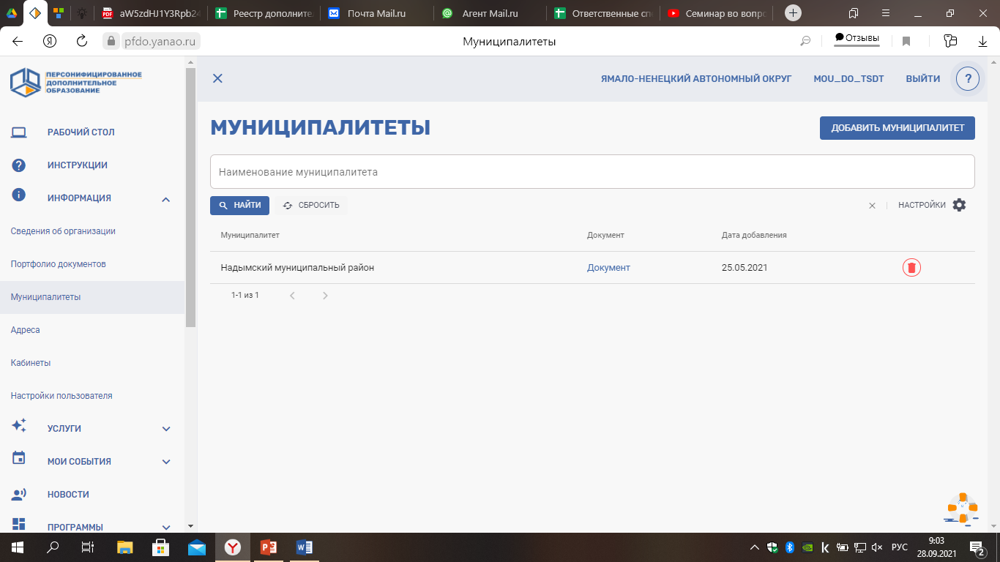 aW5zdHJ1Y3Rpb24
Реестр дополните
Почта Mail.ru
Агент Mail.ru
Ответственные сп
Семинар во вопро
pfdo.yanao.ru
Муниципалитеты
Отзывы
ПЕРСОНИФИЦИРОВАННОЕ
ДОПОЛНИТЕЛЬНОЕ
ОБРАЗОВАНИЕ
ЯМАЛО-НЕНЕЦКИЙ АВТОНОМНЫЙ ОКРУГ
MOU_DO_TSDT
ВЫЙТИ
?
РАБОЧИЙ СТОЛ
ИНСТРУКЦИИ
ИНФОРМАЦИЯ
Сведения об организации
Портфолио документов
Муниципалитеты
Адреса
Кабинеты
Настройки пользователя
УСЛУГИ
МОИ СОБЫТИЯ
НОВОСТИ
ПРОГРАММЫ
МУНИЦИПАЛИТЕТЫ
ДОБАВИТЬ МУНИЦИПАЛИТЕТ
Наименование муниципалитета
НАЙТИ
СБРОСИТЬ
НАСТРОЙКИ
Муниципалитет
Документ
Дата добавления
Надымский муниципальный район
Документ
25.05.2021
1-1 из 1
РУС
9:03
28.09.2021
2